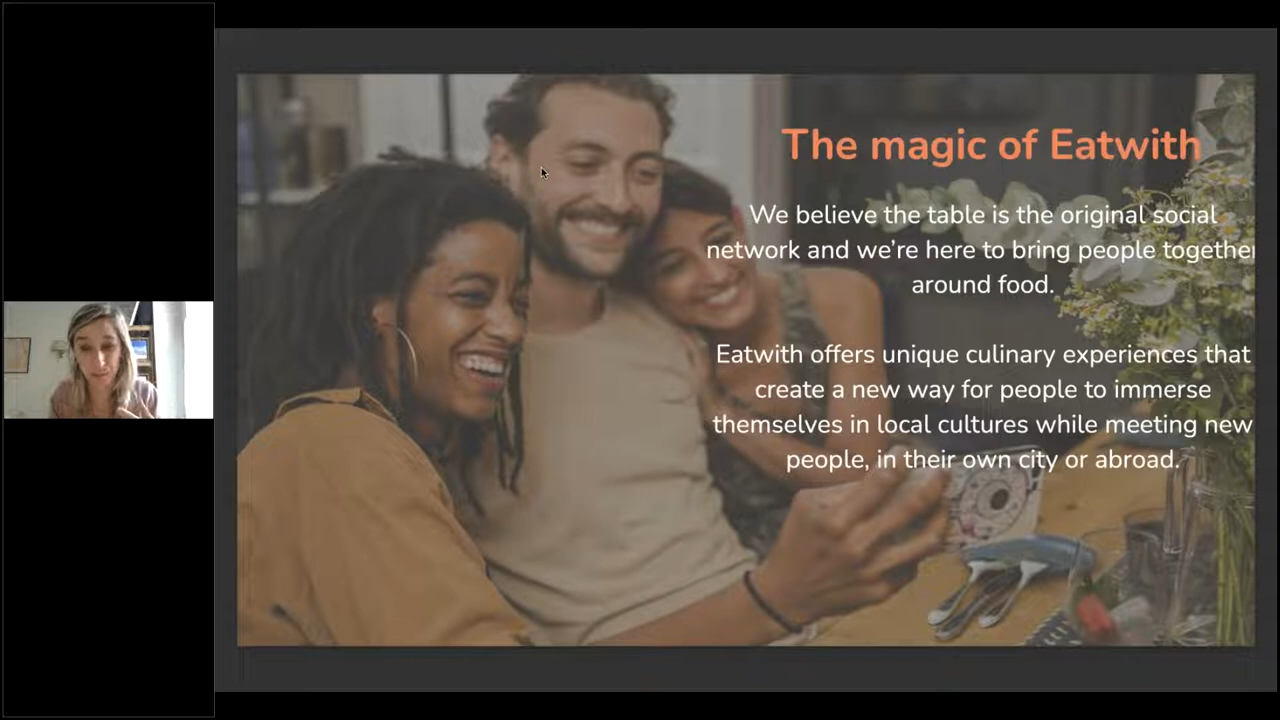 The magic of Eatwith
We believe the table is the original social
network and we’re here to bring people together
around food.
Eatwith offers unique culinary experiences that
create a new way for people to immerse
themselves in local cultures while meeting new
people, in their own city or abroad.